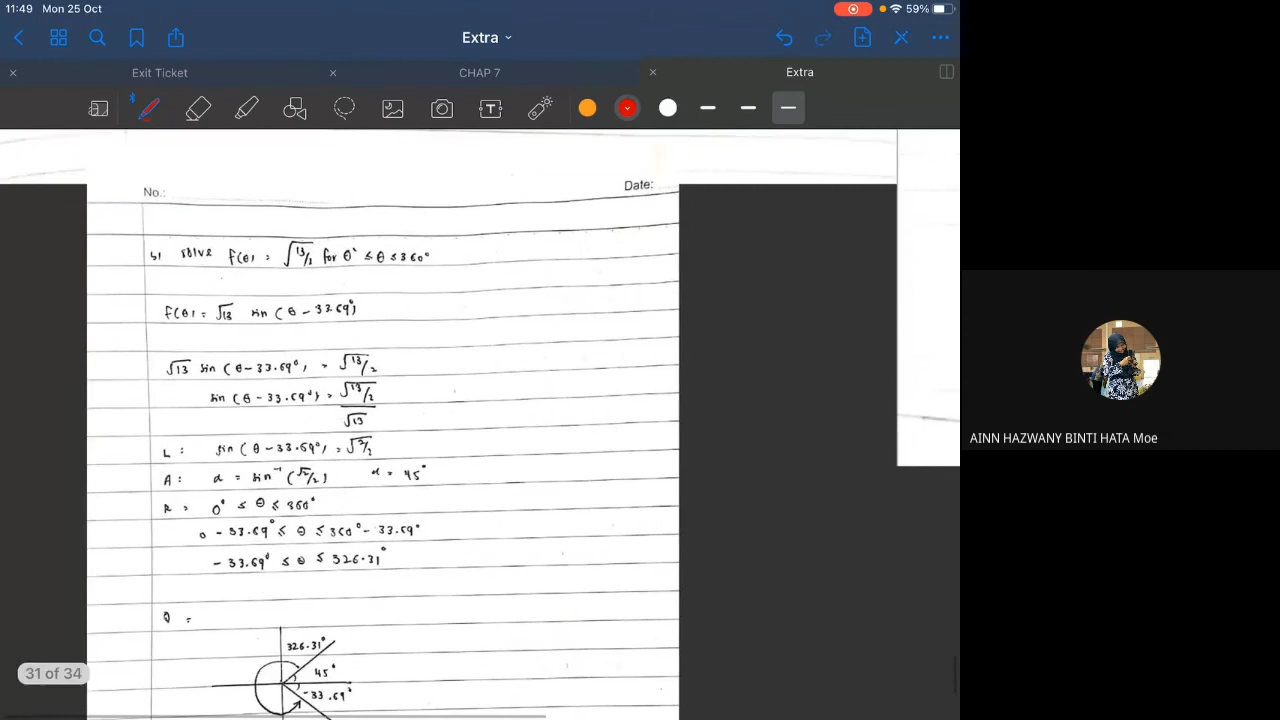 11:49 Mon 25 Oct
59%
Extra
Exit Ticket
CHAP 7
Extra
No.:
Date:
b) solve f(θ) = √13/2 for θ° ≤ θ ≤ 360°
f(θ) = √13 sin (θ - 33.69°)
√13 sin (θ - 33.69°) = √13/2
sin (θ - 33.69°) = √13/2
√13
L: sin (θ - 33.69°) = √2/2
A: α = sin⁻¹ (√2/2) α = 45°
R: 0° ≤ θ ≤ 360°
0 - 33.69° ≤ θ ≤ 360° - 33.69°
- 33.69° ≤ θ ≤ 326.31°
Q =
326.31°
45°
-33.69°
31 of 34
AINN HAZWANY BINTI HATA Moe